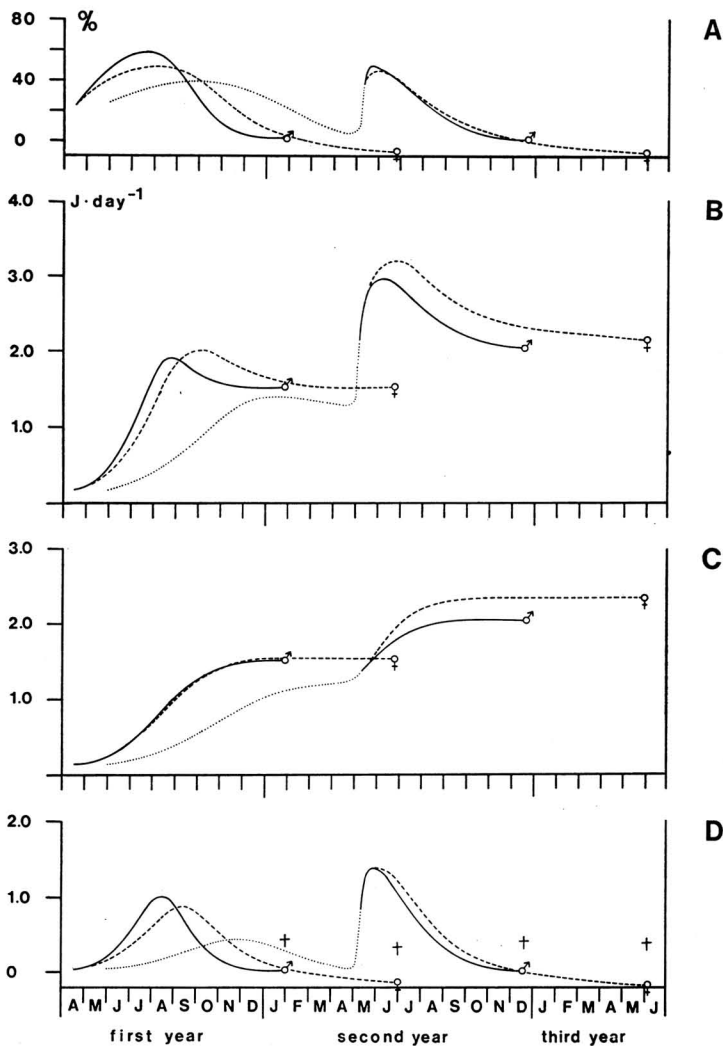 80 % A
40
0
♂ ♀ ♂ ♀
4.0 J·day⁻¹ B
3.0
2.0
1.0
♂ ♀ ♂ ♀
3.0 C
2.0
1.0
♂ ♀ ♂ ♀
2.0 D
1.0
† † † †
0 ♂ ♀ ♂ ♀
A M J J A S O N D J F M A M J J A S O N D J F M A M J
first year second year third year